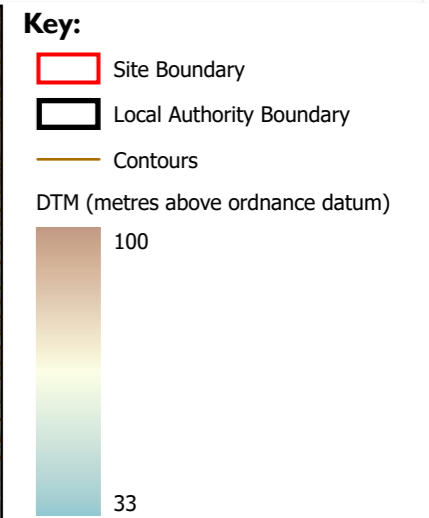 Key:
Site Boundary
Local Authority Boundary
Contours
DTM (metres above ordnance datum)
100
33